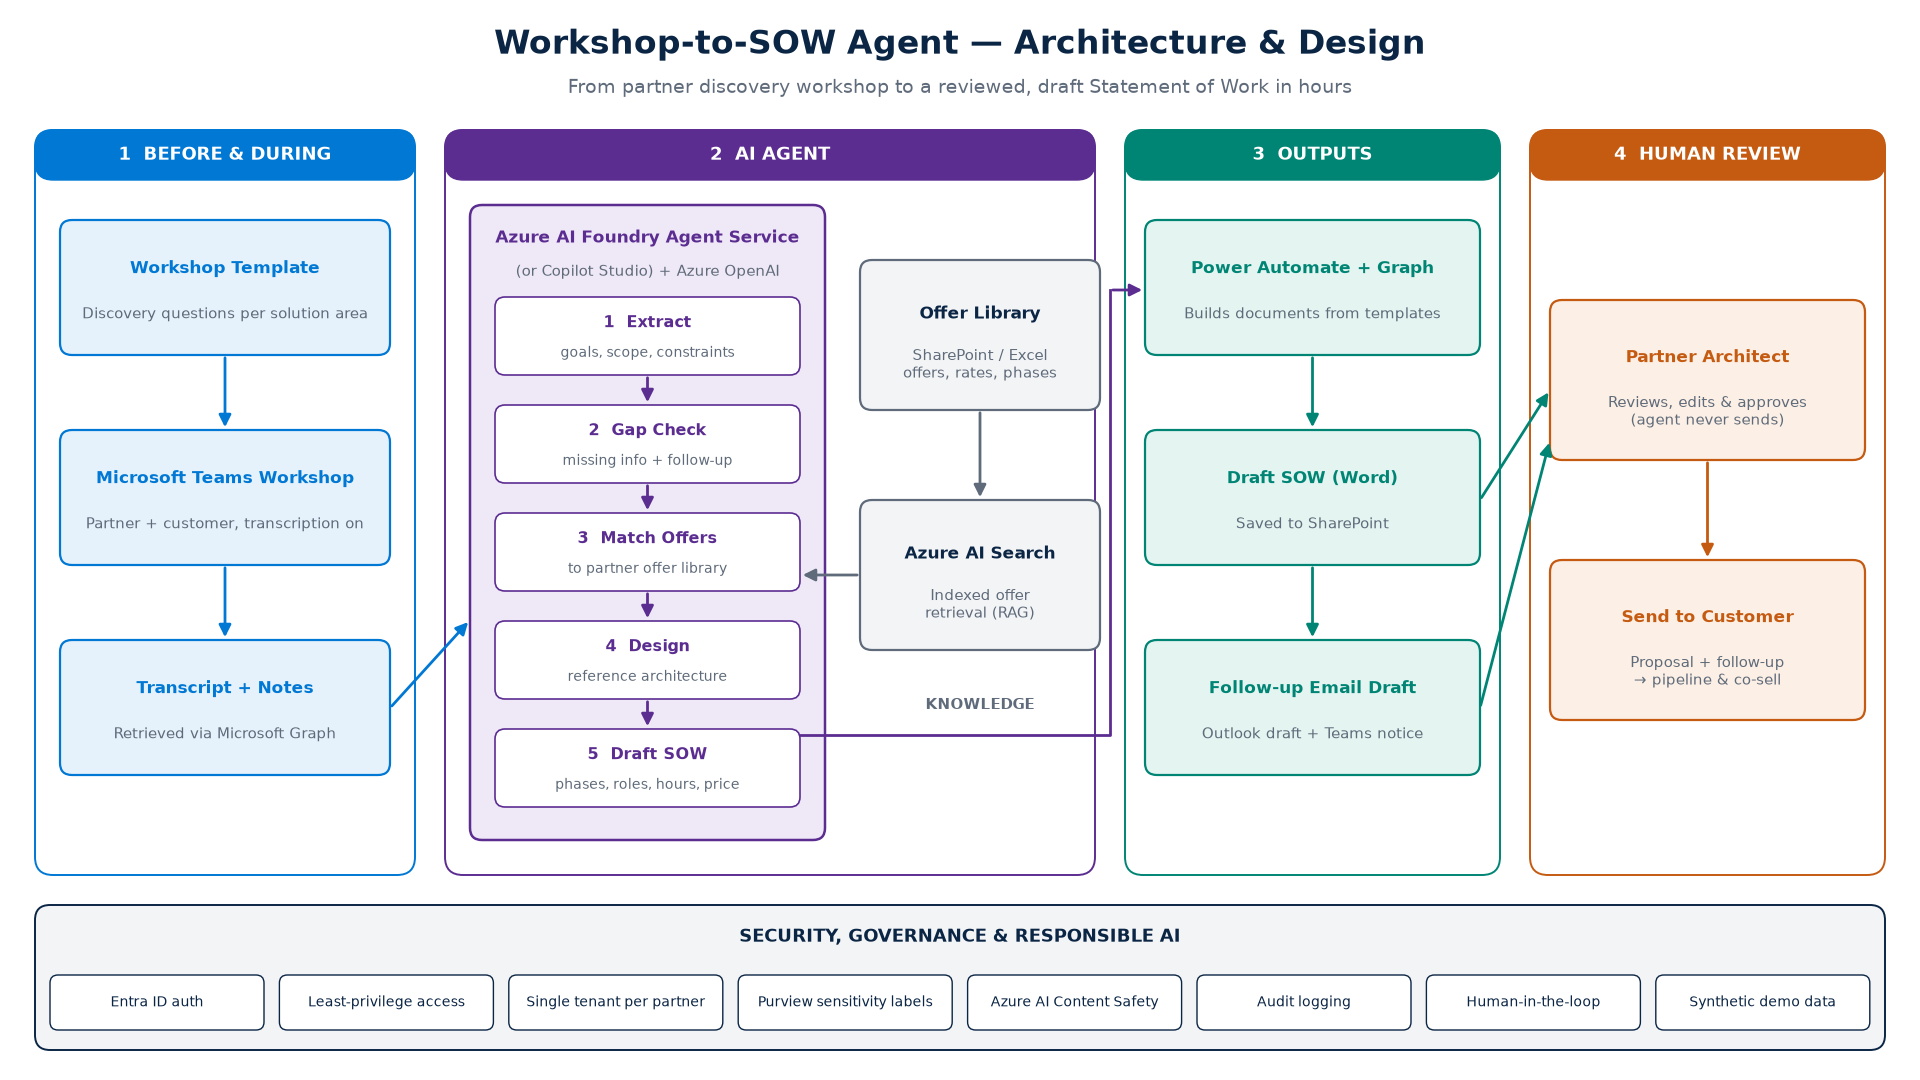 Workshop-to-SOW Agent — Architecture & Design
From partner discovery workshop to a reviewed, draft Statement of Work in hours
1 BEFORE & DURING
Workshop Template
Discovery questions per solution area
Microsoft Teams Workshop
Partner + customer, transcription on
Transcript + Notes
Retrieved via Microsoft Graph
2 AI AGENT
Azure AI Foundry Agent Service
(or Copilot Studio) + Azure OpenAI
1 Extract
goals, scope, constraints
2 Gap Check
missing info + follow-up
3 Match Offers
to partner offer library
4 Design
reference architecture
5 Draft SOW
phases, roles, hours, price
Offer Library
SharePoint / Excel
offers, rates, phases
Azure AI Search
Indexed offer
retrieval (RAG)
KNOWLEDGE
3 OUTPUTS
Power Automate + Graph
Builds documents from templates
Draft SOW (Word)
Saved to SharePoint
Follow-up Email Draft
Outlook draft + Teams notice
4 HUMAN REVIEW
Partner Architect
Reviews, edits & approves
(agent never sends)
Send to Customer
Proposal + follow-up
→ pipeline & co-sell
SECURITY, GOVERNANCE & RESPONSIBLE AI
Entra ID auth
Least-privilege access
Single tenant per partner
Purview sensitivity labels
Azure AI Content Safety
Audit logging
Human-in-the-loop
Synthetic demo data